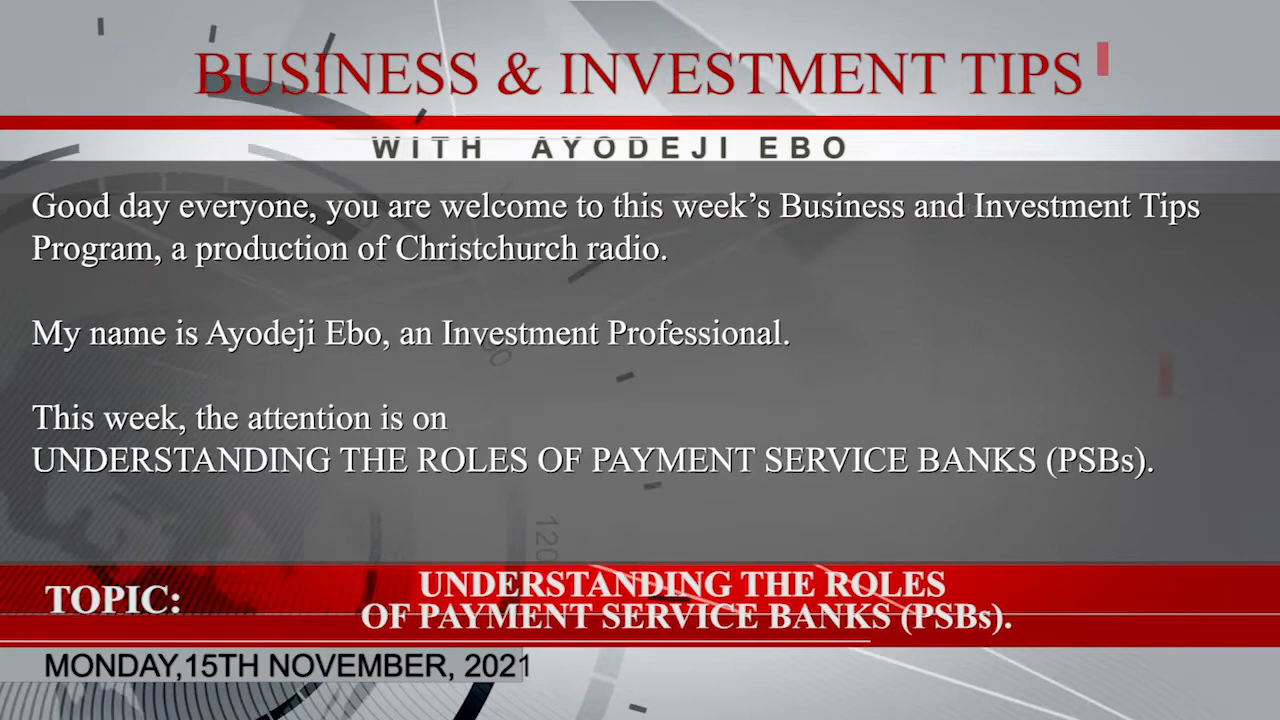 BUSINESS & INVESTMENT TIPS
WITH AYODEJI EBO
Good day everyone, you are welcome to this week’s Business and Investment Tips
Program, a production of Christchurch radio.
My name is Ayodeji Ebo, an Investment Professional.
This week, the attention is on
UNDERSTANDING THE ROLES OF PAYMENT SERVICE BANKS (PSBs).
TOPIC:
UNDERSTANDING THE ROLES
OF PAYMENT SERVICE BANKS (PSBs).
MONDAY,15TH NOVEMBER, 2021
120